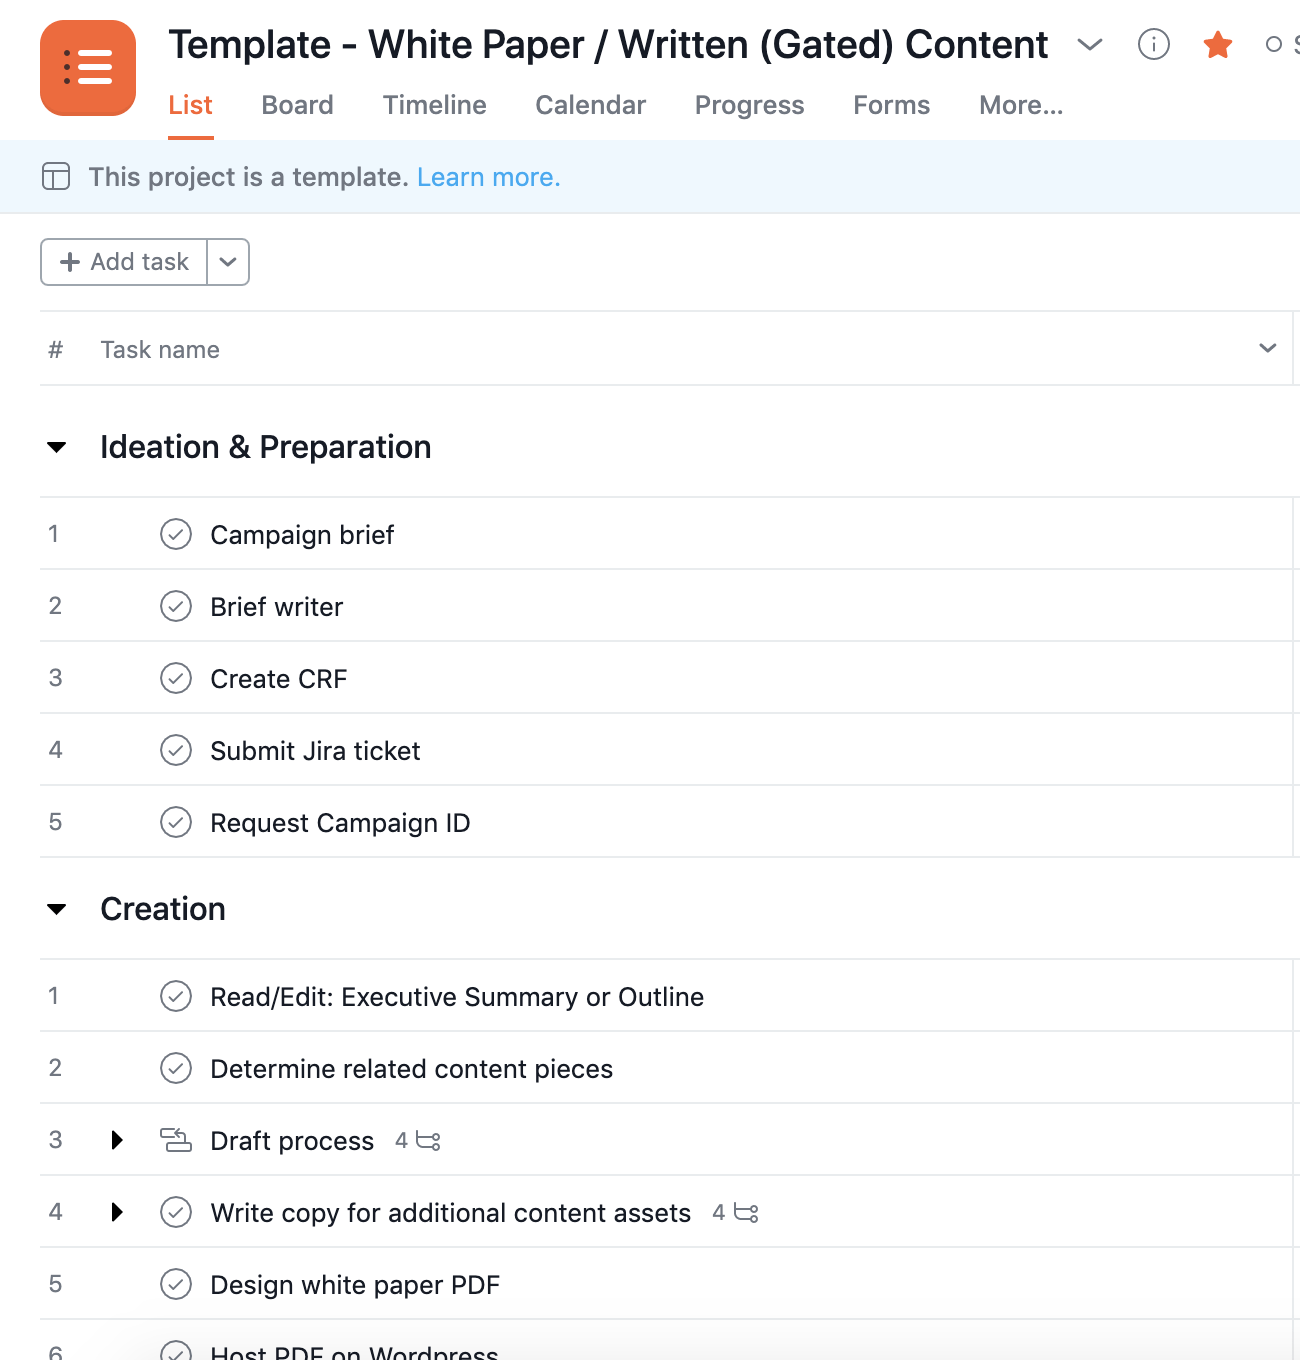 Template - White Paper / Written (Gated) Content
List Board Timeline Calendar Progress Forms More...
This project is a template. Learn more.
Add task
# Task name
Ideation & Preparation
1 Campaign brief
2 Brief writer
3 Create CRF
4 Submit Jira ticket
5 Request Campaign ID
Creation
1 Read/Edit: Executive Summary or Outline
2 Determine related content pieces
3 Draft process 4
4 Write copy for additional content assets 4
5 Design white paper PDF
6 Host PDF on Wordpress